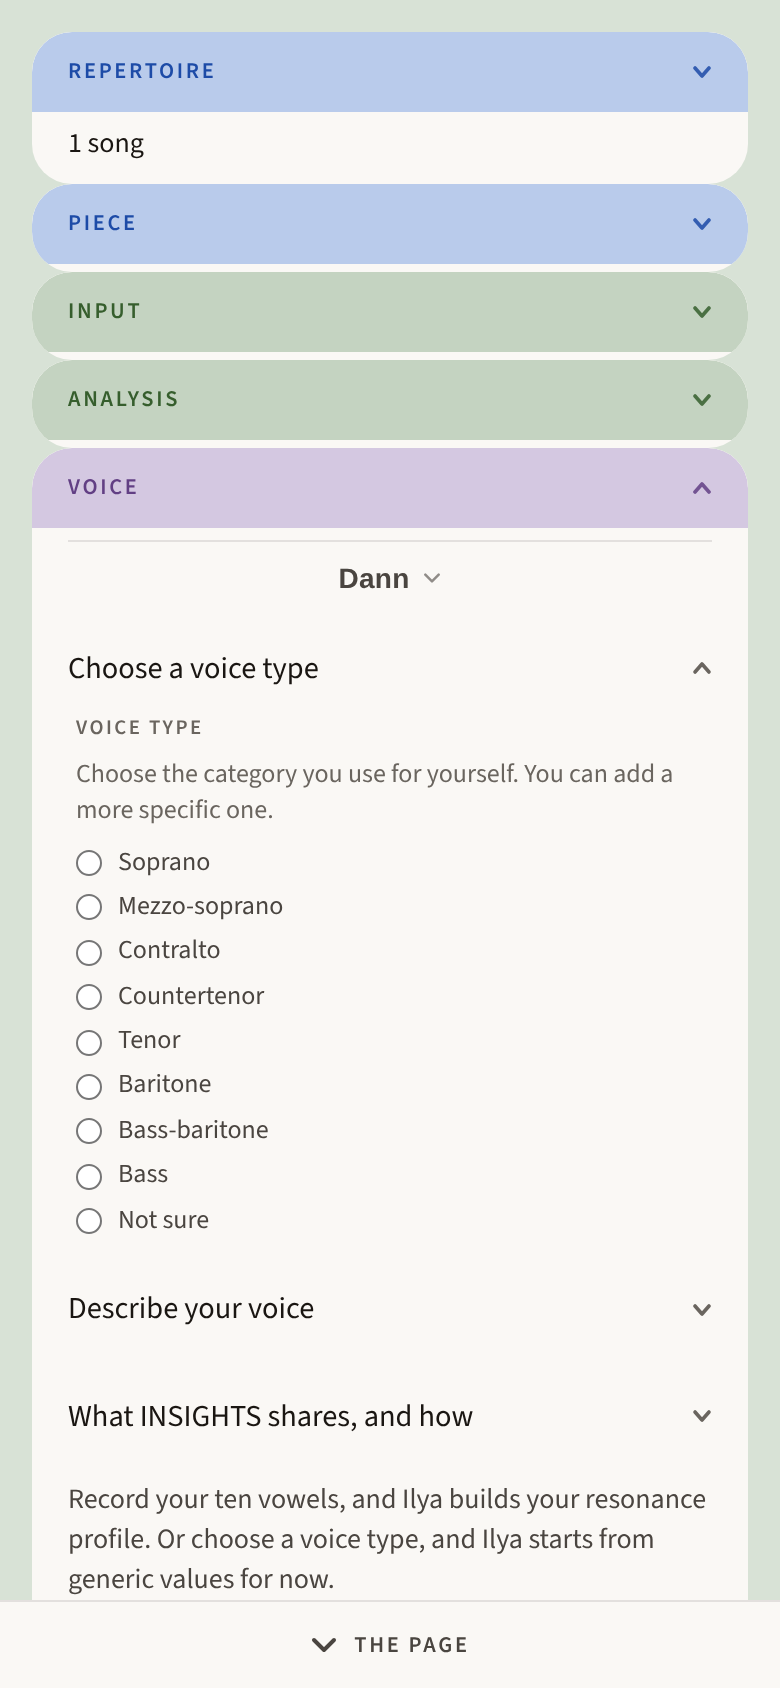 REPERTOIRE
1 song
PIECE
INPUT
ANALYSIS
VOICE
Dann
Choose a voice type
VOICE TYPE
Choose the category you use for yourself. You can add a
more specific one.
Soprano
Mezzo-soprano
Contralto
Countertenor
Tenor
Baritone
Bass-baritone
Bass
Not sure
Describe your voice
What INSIGHTS shares, and how
Record your ten vowels, and Ilya builds your resonance
profile. Or choose a voice type, and Ilya starts from
generic values for now.
THE PAGE